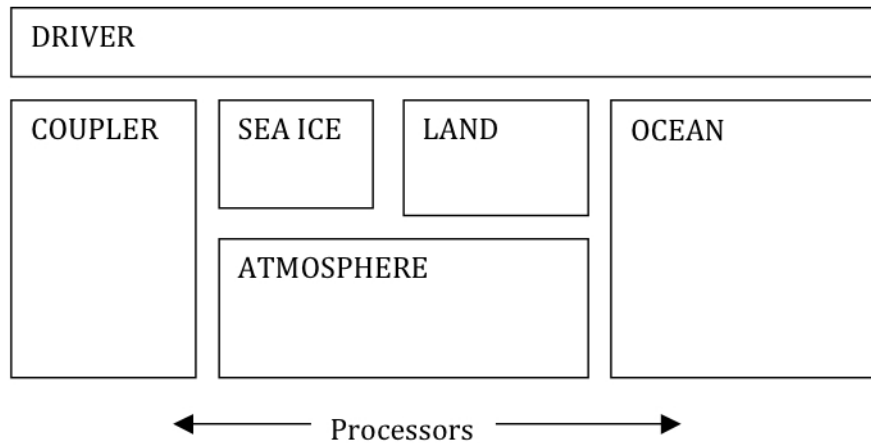 DRIVER
COUPLER
SEA ICE
LAND
OCEAN
ATMOSPHERE
Processors